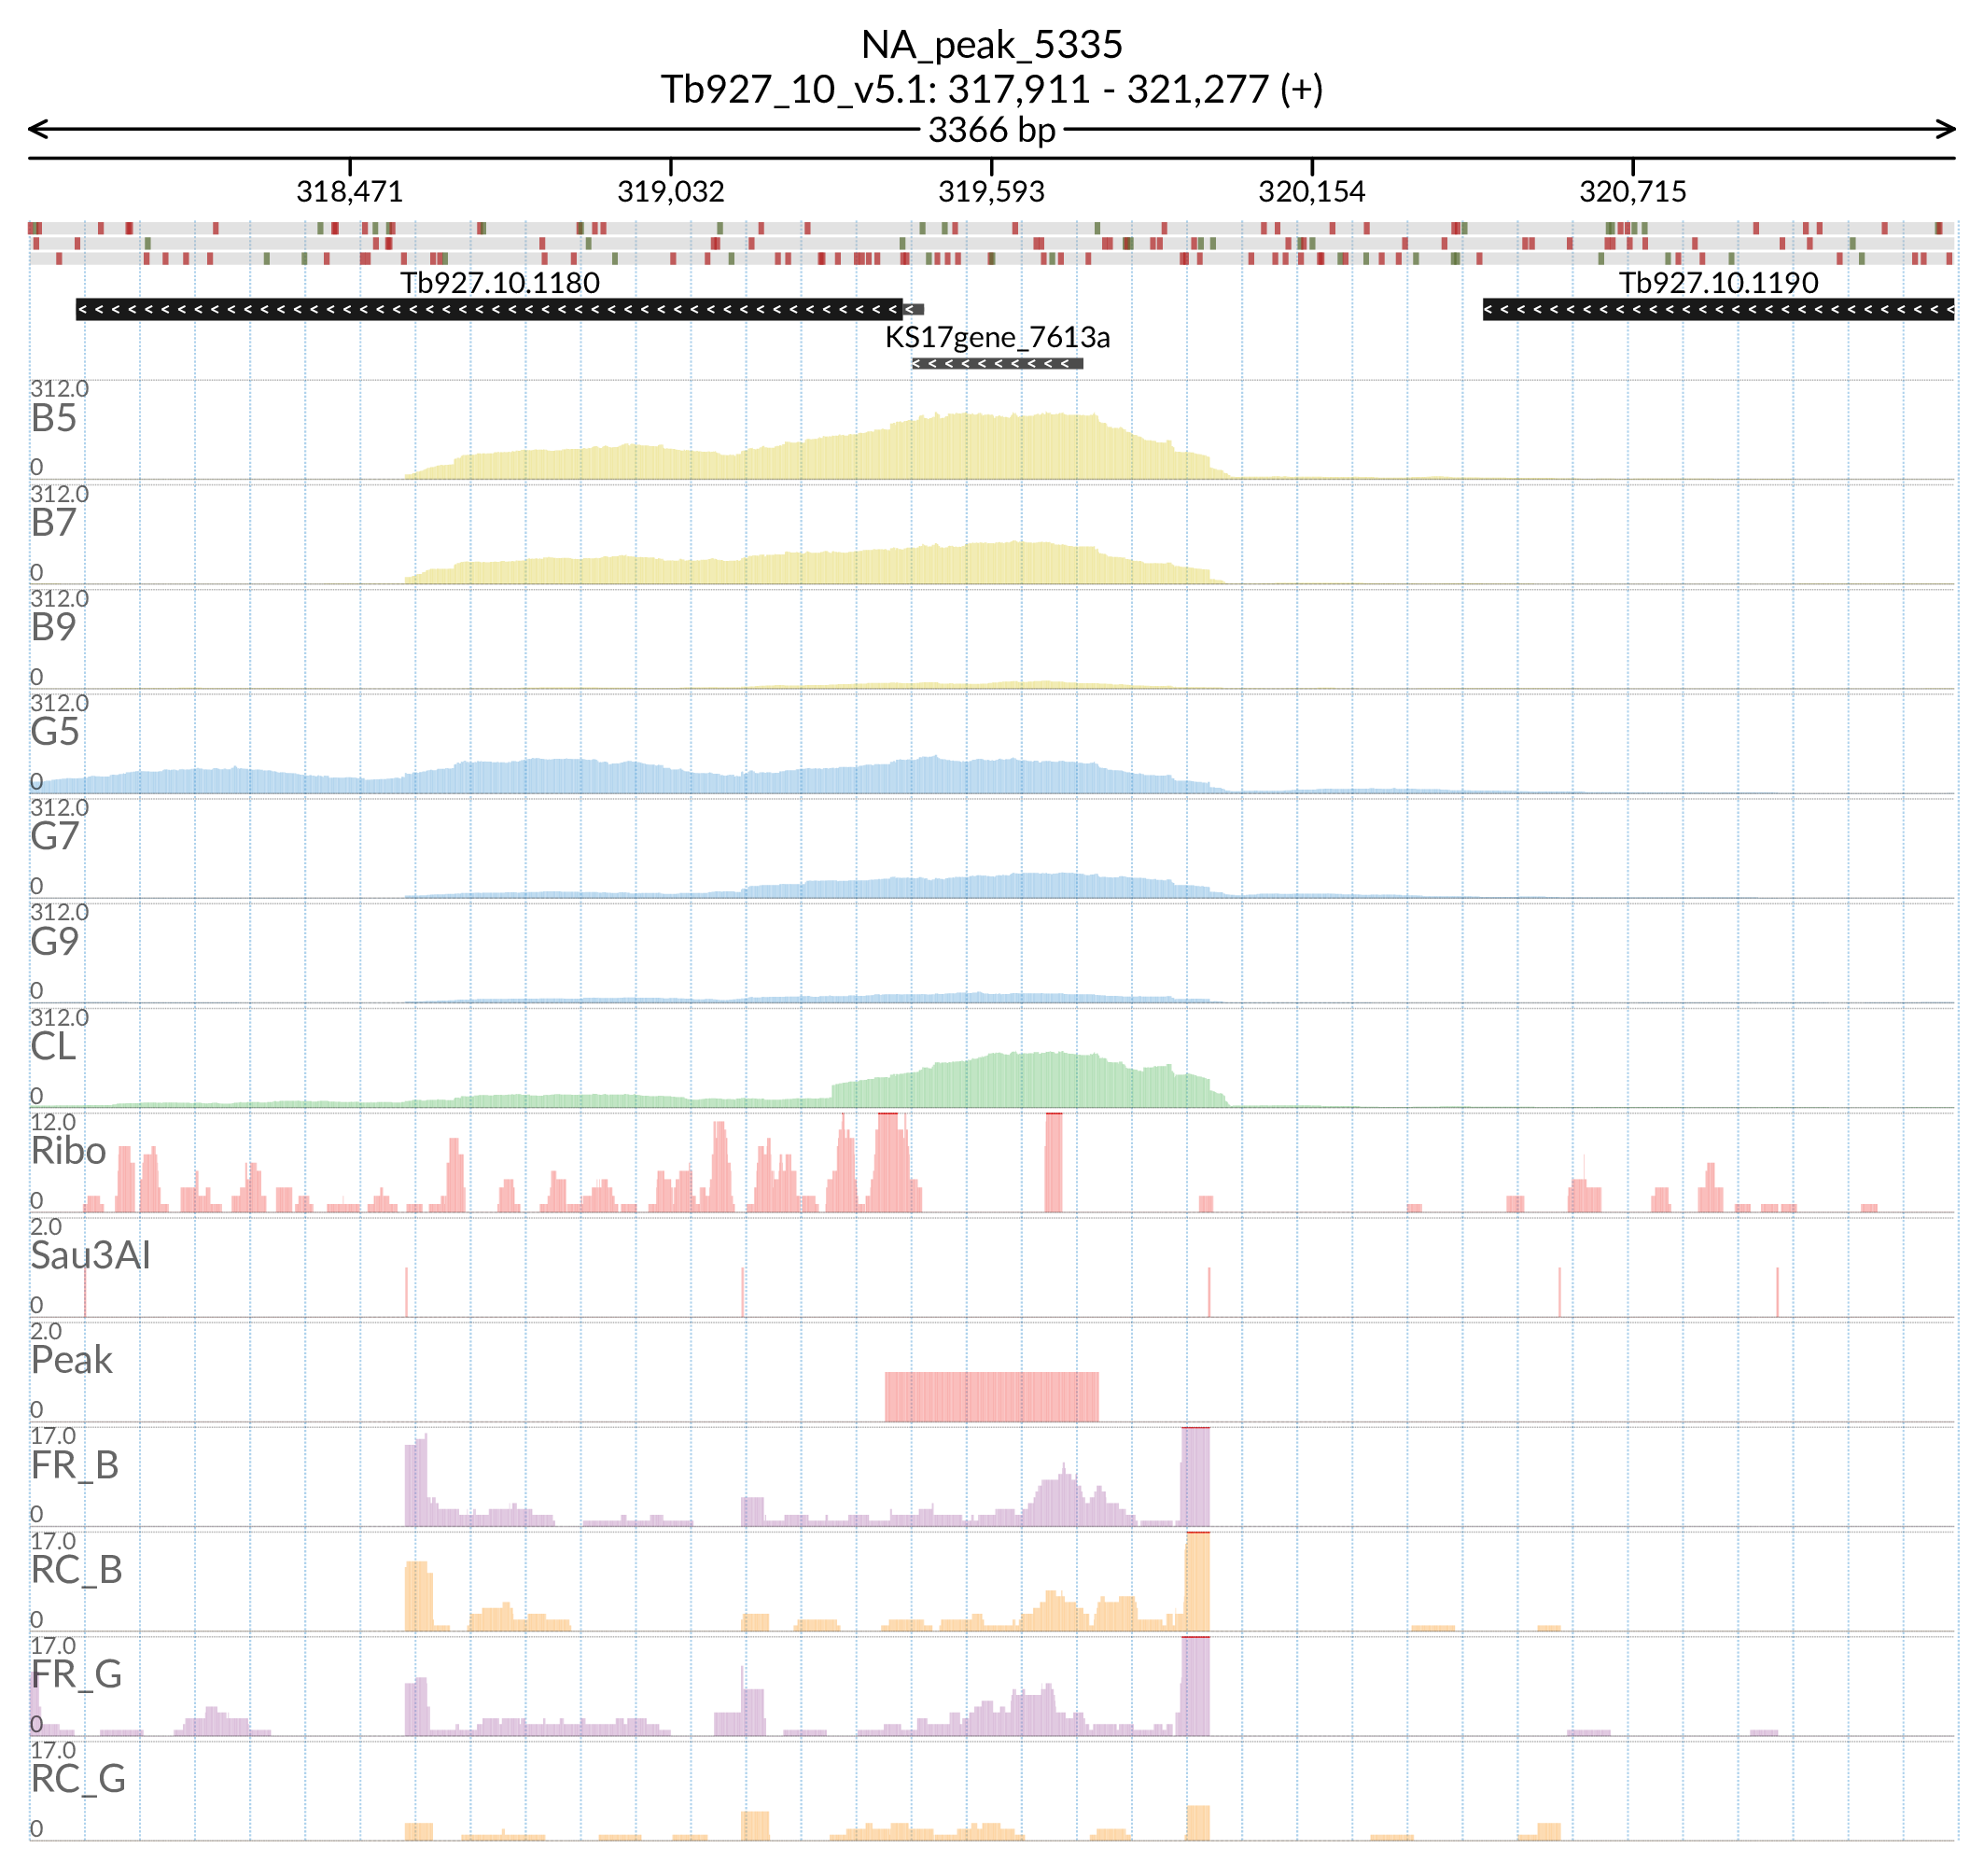 NA_peak_5335
Tb927_10_v5.1: 317,911 - 321,277 (+)
3366 bp
318,471 319,032 319,593 320,154 320,715
Tb927.10.1180 Tb927.10.1190
KS17gene_7613a
312.0
B5
0
312.0
B7
0
312.0
B9
0
312.0
G5
0
312.0
G7
0
312.0
G9
0
312.0
CL
0
12.0
Ribo
0
2.0
Sau3AI
0
2.0
Peak
0
17.0
FR_B
0
17.0
RC_B
0
17.0
FR_G
0
17.0
RC_G
0